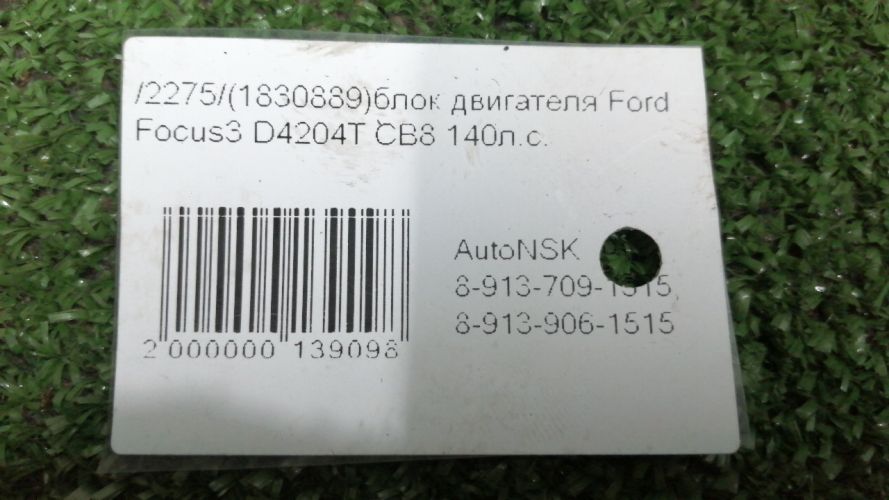 /2275/(1830889)блок двигателя Ford
Focus3 D4204T CB8 140л.с.
AutoNSK
8-913-709-1515
8-913-906-1515
2 000000 139098